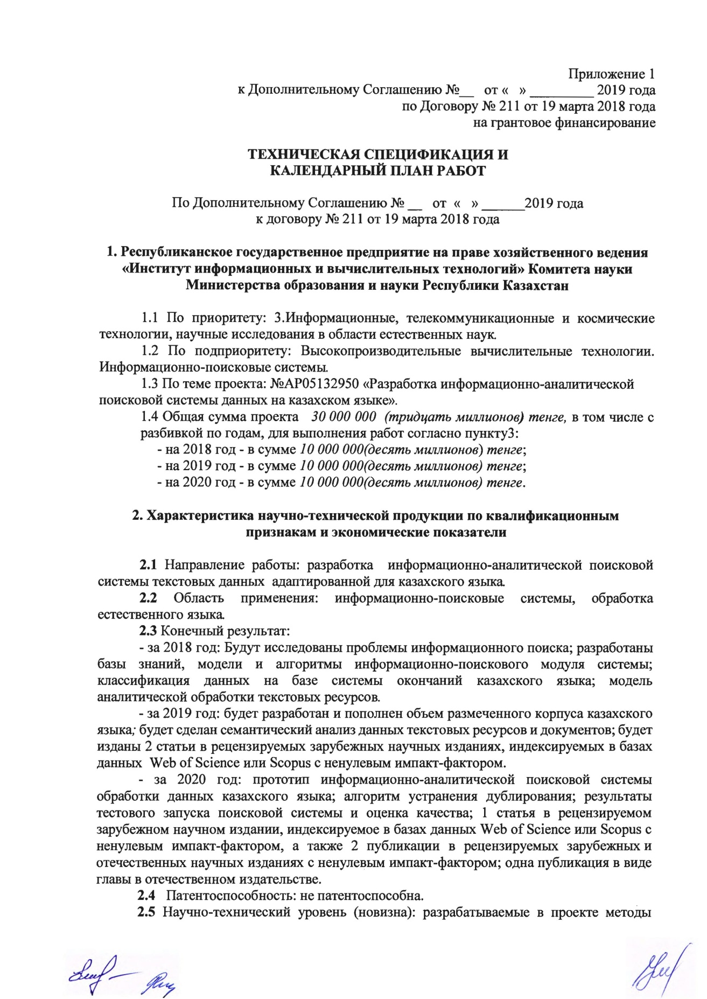 Приложение 1
к Дополнительному Соглашению №__ от « » _________ 2019 года
по Договору № 211 от 19 марта 2018 года
на грантовое финансирование
ТЕХНИЧЕСКАЯ СПЕЦИФИКАЦИЯ И
КАЛЕНДАРНЫЙ ПЛАН РАБОТ
По Дополнительному Соглашению № __ от « » ______2019 года
к договору № 211 от 19 марта 2018 года
1. Республиканское государственное предприятие на праве хозяйственного ведения
«Институт информационных и вычислительных технологий» Комитета науки
Министерства образования и науки Республики Казахстан
1.1 По приоритету: 3.Информационные, телекоммуникационные и космические
технологии, научные исследования в области естественных наук.
1.2 По подприоритету: Высокопроизводительные вычислительные технологии.
Информационно-поисковые системы.
1.3 По теме проекта: №АР05132950 «Разработка информационно-аналитической
поисковой системы данных на казахском языке».
1.4 Общая сумма проекта 30 000 000 (тридцать миллионов) тенге, в том числе с
разбивкой по годам, для выполнения работ согласно пункту3:
- на 2018 год - в сумме 10 000 000(десять миллионов) тенге;
- на 2019 год - в сумме 10 000 000(десять миллионов) тенге;
- на 2020 год - в сумме 10 000 000(десять миллионов) тенге.
2. Характеристика научно-технической продукции по квалификационным
признакам и экономические показатели
2.1 Направление работы: разработка информационно-аналитической поисковой
системы текстовых данных адаптированной для казахского языка.
2.2 Область применения: информационно-поисковые системы, обработка
естественного языка.
2.3 Конечный результат:
- за 2018 год: Будут исследованы проблемы информационного поиска; разработаны
базы знаний, модели и алгоритмы информационно-поискового модуля системы;
классификация данных на базе системы окончаний казахского языка; модель
аналитической обработки текстовых ресурсов.
- за 2019 год: будет разработан и пополнен объем размеченного корпуса казахского
языка; будет сделан семантический анализ данных текстовых ресурсов и документов; будет
изданы 2 статьи в рецензируемых зарубежных научных изданиях, индексируемых в базах
данных Web of Science или Scopus с ненулевым импакт-фактором.
- за 2020 год: прототип информационно-аналитической поисковой системы
обработки данных казахского языка; алгоритм устранения дублирования; результаты
тестового запуска поисковой системы и оценка качества; 1 статья в рецензируемом
зарубежном научном издании, индексируемое в базах данных Web of Science или Scopus с
ненулевым импакт-фактором, а также 2 публикации в рецензируемых зарубежных и
отечественных научных изданиях с ненулевым импакт-фактором; одна публикация в виде
главы в отечественном издательстве.
2.4 Патентоспособность: не патентоспособна.
2.5 Научно-технический уровень (новизна): разрабатываемые в проекте методы